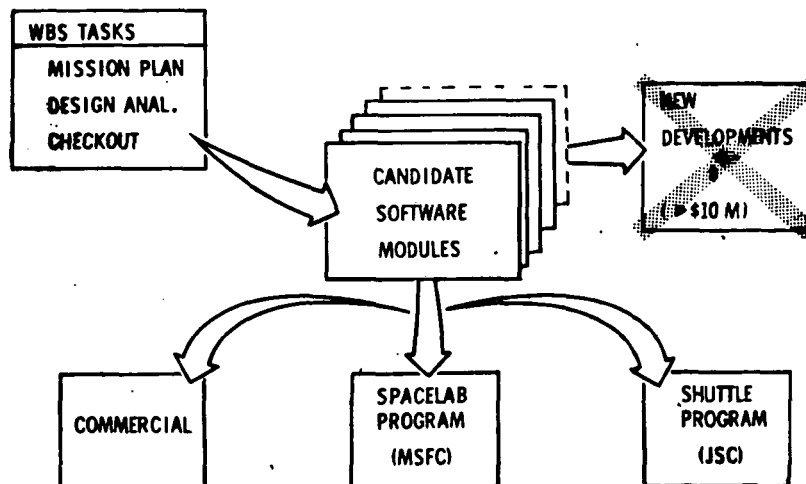 WBS TASKS
MISSION PLAN
DESIGN ANAL.
CHECKOUT
CANDIDATE
SOFTWARE
MODULES
NEW
DEVELOPMENTS
(>$10 M)
COMMERCIAL
SPACELAB
PROGRAM
(MSFC)
SHUTTLE
PROGRAM
(JSC)